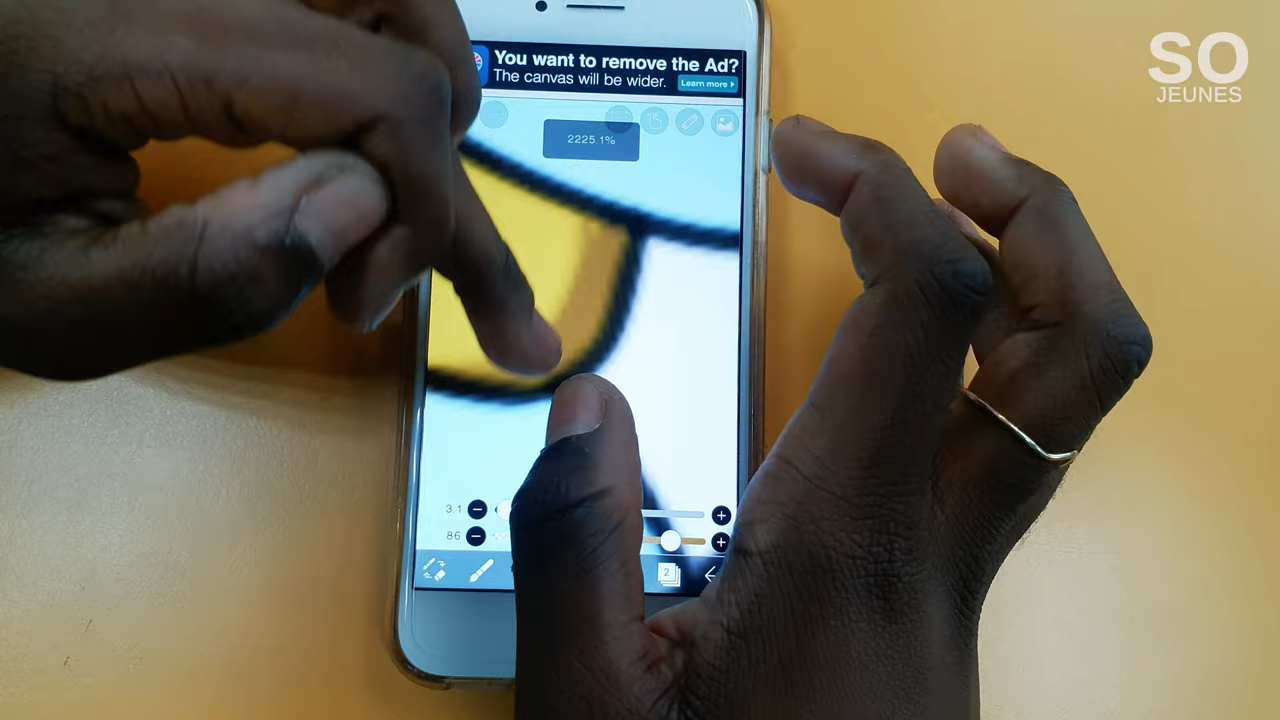 You want to remove the Ad?
The canvas will be wider.
Learn more
2225.1%
3.1
86
2
SO
JEUNES